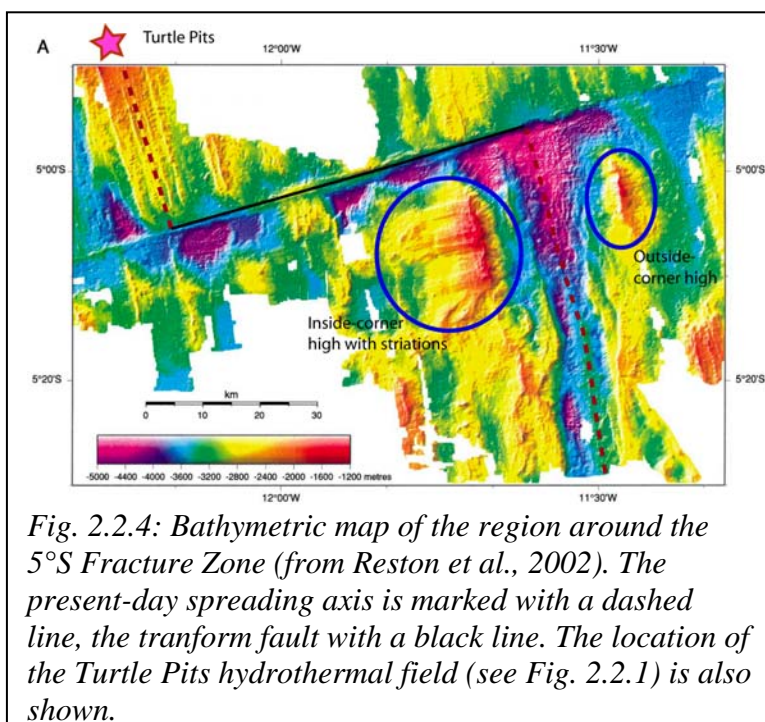 A
Turtle Pits
12°00'W
11°30'W
5°00'S
5°00'S
Outside-
corner high
Inside-corner
high with striations
5°20'S
5°20'S
km
0 10 20 30
-5000 -4400 -3600 -3200 -2800 -2400 -2000 -1600 -1200 metres
12°00'W
11°30'W
Fig. 2.2.4: Bathymetric map of the region around the
5°S Fracture Zone (from Reston et al., 2002). The
present-day spreading axis is marked with a dashed
line, the tranform fault with a black line. The location of
the Turtle Pits hydrothermal field (see Fig. 2.2.1) is also
shown.